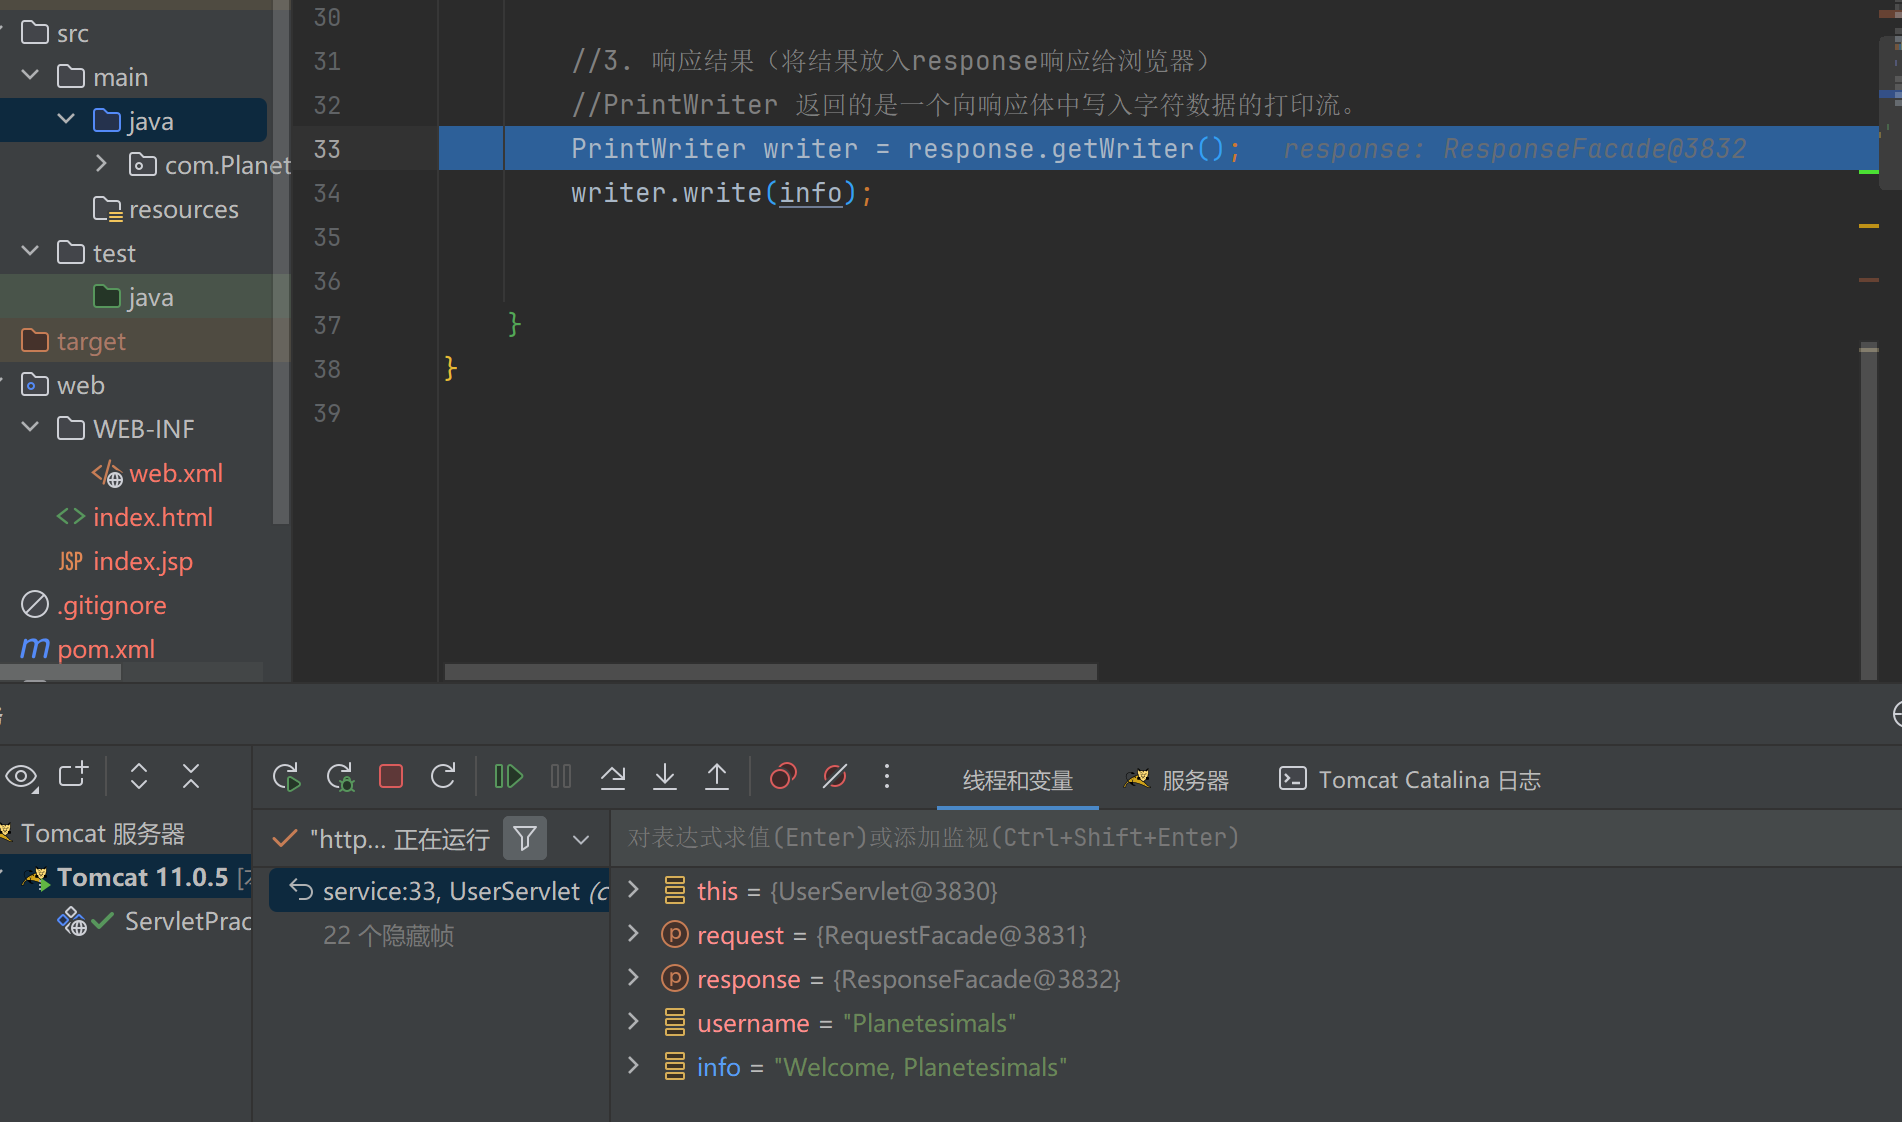 src
main
java
com.Planet
resources
test
java
target
web
WEB-INF
web.xml
index.html
JSP index.jsp
.gitignore
m pom.xml
30
31 //3. 响应结果（将结果放入response响应给浏览器）
32 //PrintWriter 返回的是一个向响应体中写入字符数据的打印流。
33 PrintWriter writer = response.getWriter(); response: ResponseFacade@3832
34 writer.write(info);
35
36
37 }
38 }
39
线程和变量 服务器 Tomcat Catalina 日志
Tomcat 服务器
Tomcat 11.0.5
ServletPrac
"http... 正在运行
service:33, UserServlet (c
22 个隐藏帧
对表达式求值(Enter)或添加监视(Ctrl+Shift+Enter)
this = {UserServlet@3830}
p request = {RequestFacade@3831}
p response = {ResponseFacade@3832}
username = "Planetesimals"
info = "Welcome, Planetesimals"